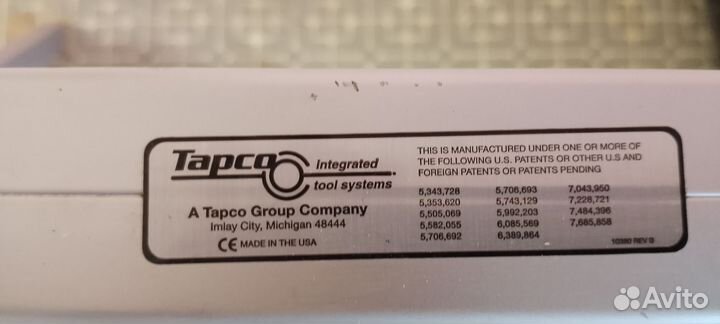 Tapco
integrated
tool systems
A Tapco Group Company
Imlay City, Michigan 48444
CE MADE IN THE USA
THIS IS MANUFACTURED UNDER ONE OR MORE OF
THE FOLLOWING U.S. PATENTS OR OTHER U.S AND
FOREIGN PATENTS OR PATENTS PENDING
5,343,728 5,706,693 7,043,950
5,353,620 5,743,129 7,228,721
5,505,069 5,992,203 7,484,396
5,582,055 6,085,569 7,685,858
5,706,692 6,389,864
10380 REV G
Avito